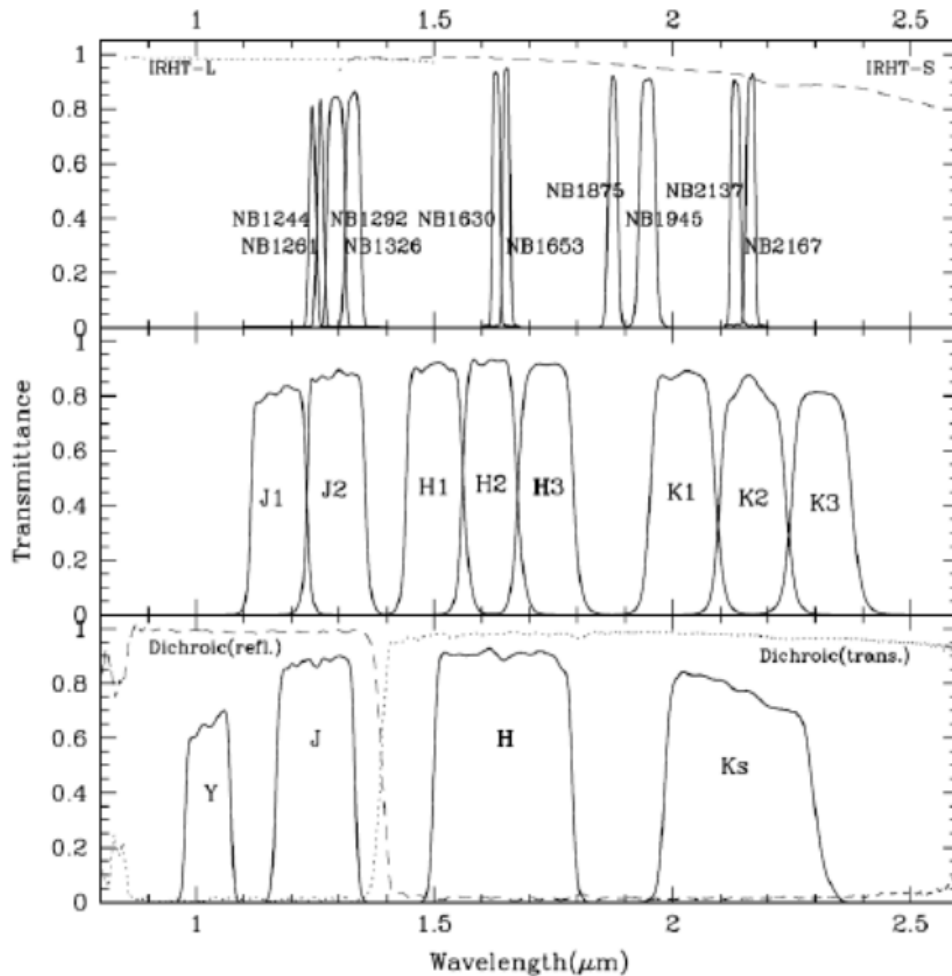 1 1.5 2 2.5
1 IRHT-L IRHT-S
0.8
0.6
NB1875 NB2137
0.4 NB1244 NB1292 NB1630 NB1945
NB1261 NB1326 NB1653 NB2167
0.2
0
1
0.8
0.6
J1 J2 H1 H2 H3 K1 K2 K3
0.4
0.2
0
Transmittance
1
Dichroic(refl.) Dichroic(trans.)
0.8
0.6 J H
Ks
0.4 Y
0.2
0
1 1.5 2 2.5
Wavelength(μm)